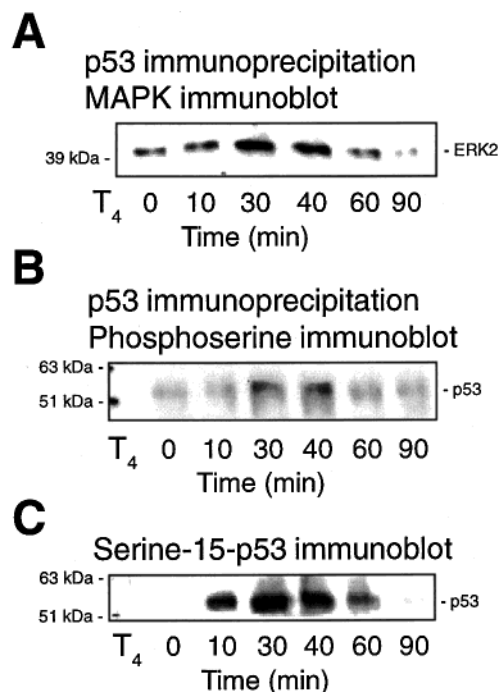 A
p53 immunoprecipitation
MAPK immunoblot
39 kDa - - ERK2
T4 0 10 30 40 60 90
Time (min)
B
p53 immunoprecipitation
Phosphoserine immunoblot
63 kDa -
51 kDa - - p53
T4 0 10 30 40 60 90
Time (min)
C
Serine-15-p53 immunoblot
63 kDa -
- p53
51 kDa -
T4 0 10 30 40 60 90
Time (min)